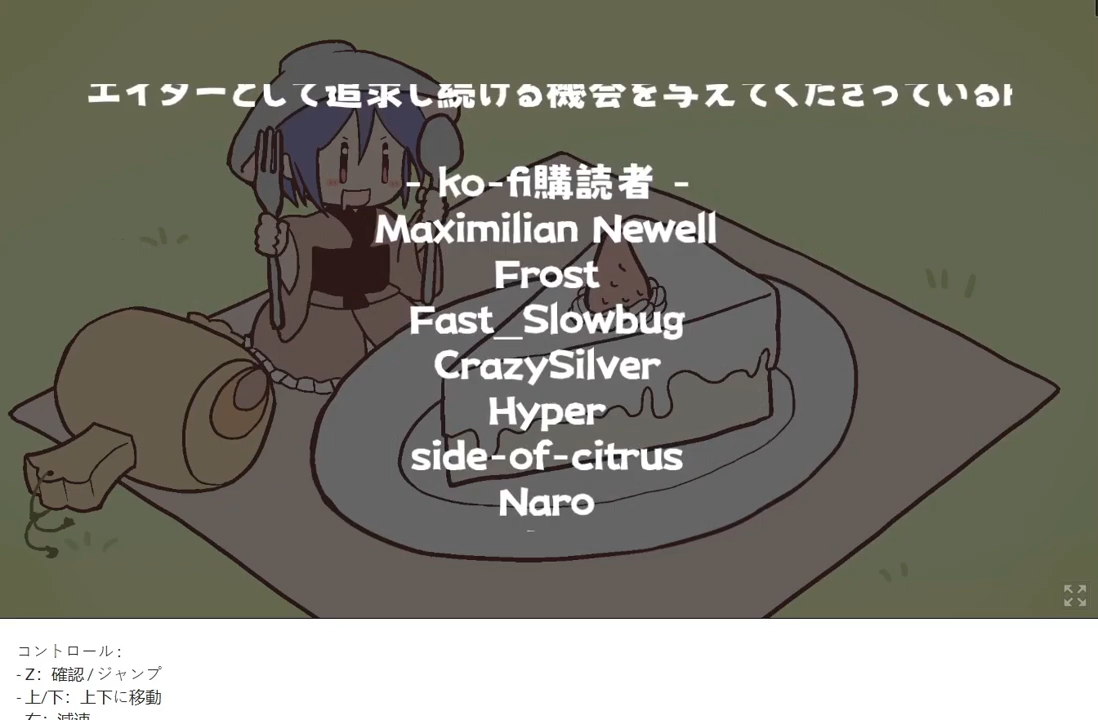 エイターとして追求し続ける機会を与えてくださっている
- ko-fi購読者 -
Maximilian Newell
Frost
Fast_Slowbug
CrazySilver
Hyper
side-of-citrus
Naro
コントロール:
- Z: 確認 / ジャンプ
- 上/下: 上下に移動
- 右: 減速